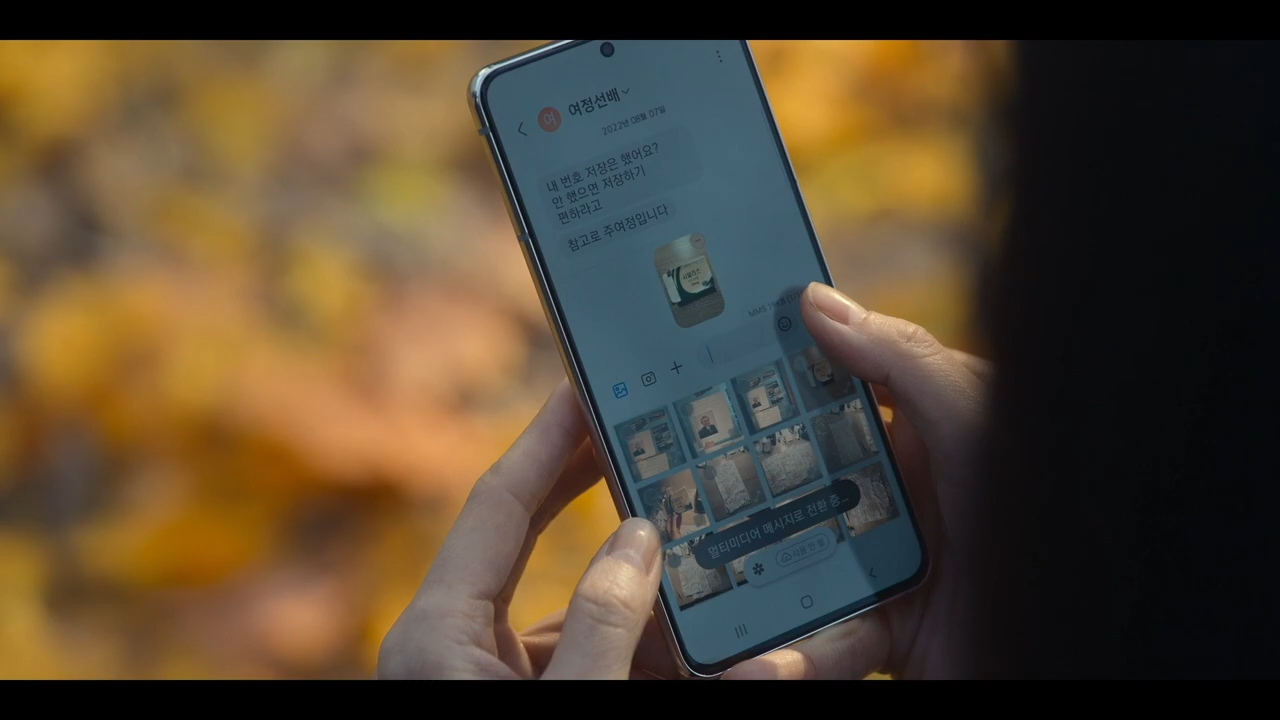 여 여정선배
2022년 08월 07일
내 번호 저장은 했어요?
안 했으면 저장하기
편하라고
참고로 주여정입니다
MMS
멀티미디어 메시지로 전환 중...